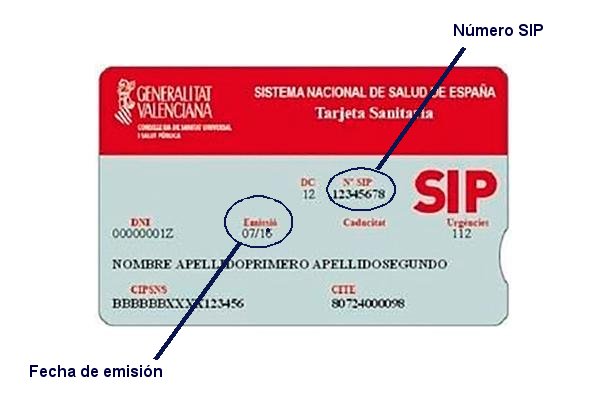 Número SIP
GENERALITAT
VALENCIANA
CONSELLERIA DE SANITAT UNIVERSAL
I SALUT PÚBLICA
SISTEMA NACIONAL DE SALUD DE ESPAÑA
Tarjeta Sanitaria
DC Nº SIP
12 12345678
SIP
DNI Emissió Caducitat Urgències
00000001Z 07/16 112
NOMBRE APELLIDOPRIMERO APELLIDOSEGUNDO
CIPSNS CITE
BBBBBBXXXX123456 80724000098
Fecha de emisión